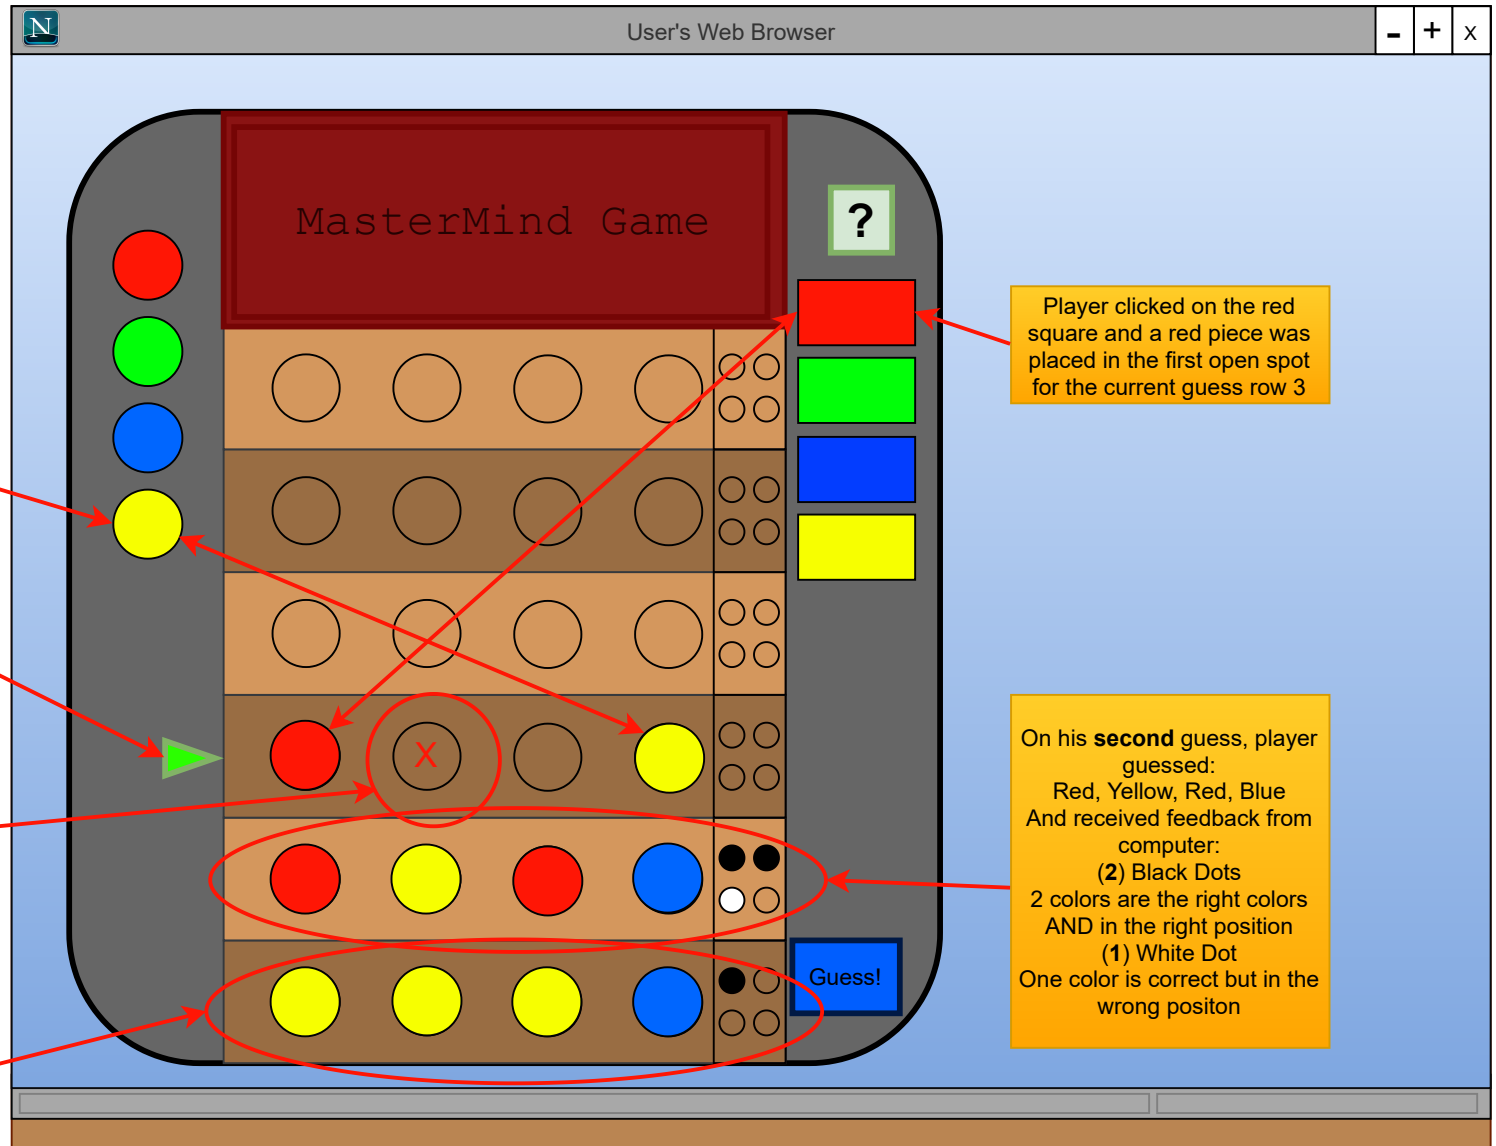 N
User's Web Browser
- + x
MasterMind Game
?
Player clicked on the red
square and a red piece was
placed in the first open spot
for the current guess row 3
X
On his second guess, player
guessed:
Red, Yellow, Red, Blue
And received feedback from
computer:
(2) Black Dots
2 colors are the right colors
AND in the right position
(1) White Dot
One color is correct but in the
wrong positon
Guess!